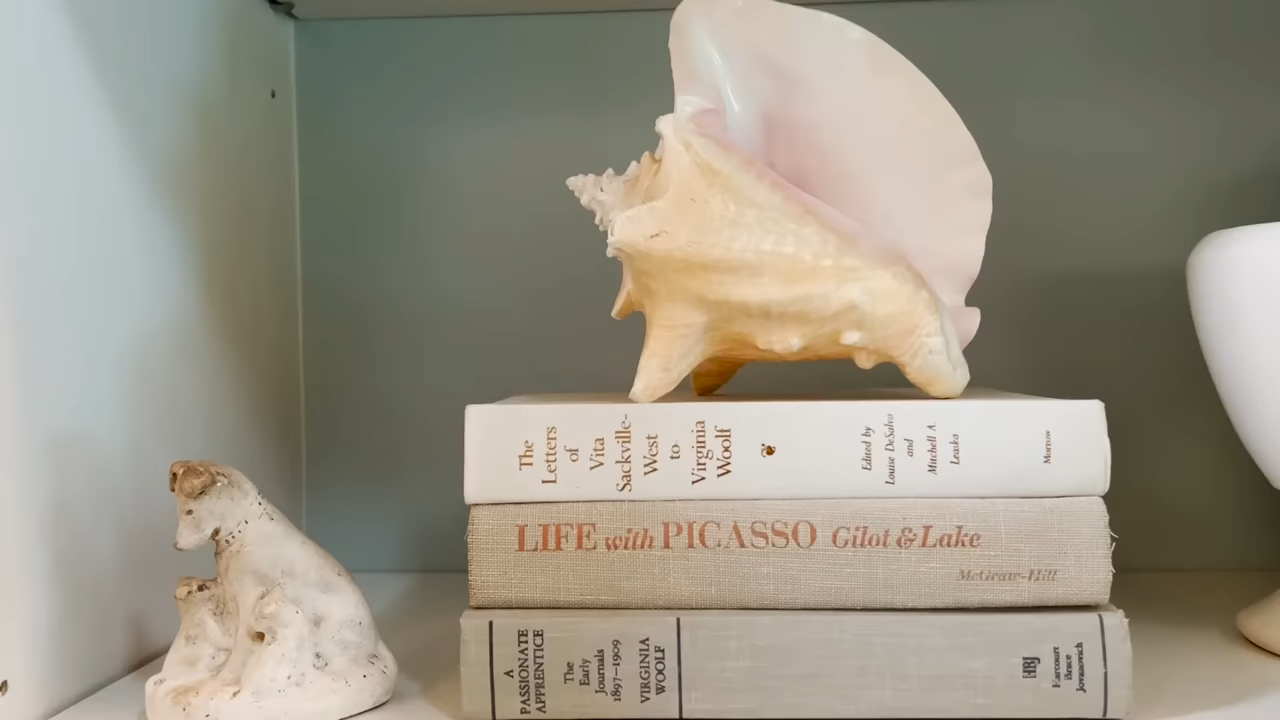 The
Letters
of
Vita
Sackville-
West
to
Virginia
Woolf
Edited by
Louise DeSalvo
and
Mitchell A.
Leaska
Morrow
LIFE with PICASSO Gilot & Lake
McGraw-Hill
A
PASSIONATE
APPRENTICE
The
Early
Journals
1897–1909
VIRGINIA
WOOLF
HBJ
Harcourt
Brace
Jovanovich